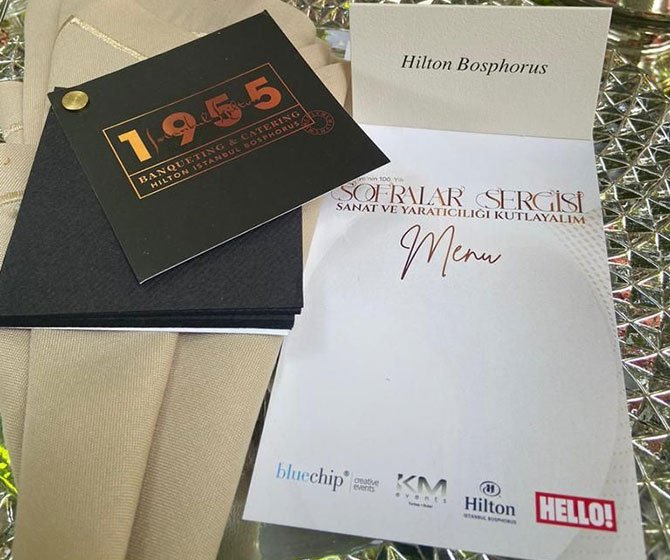 1955
BANQUETING & CATERING
HILTON ISTANBUL BOSPHORUS
Hilton Bosphorus
100. Yılı
SOFRALAR SERGİSİ
SANAT VE YARATICILIĞI KUTLAYALIM
Menu
bluechip® creative events
KM events
Hilton
ISTANBUL BOSPHORUS
HELLO!